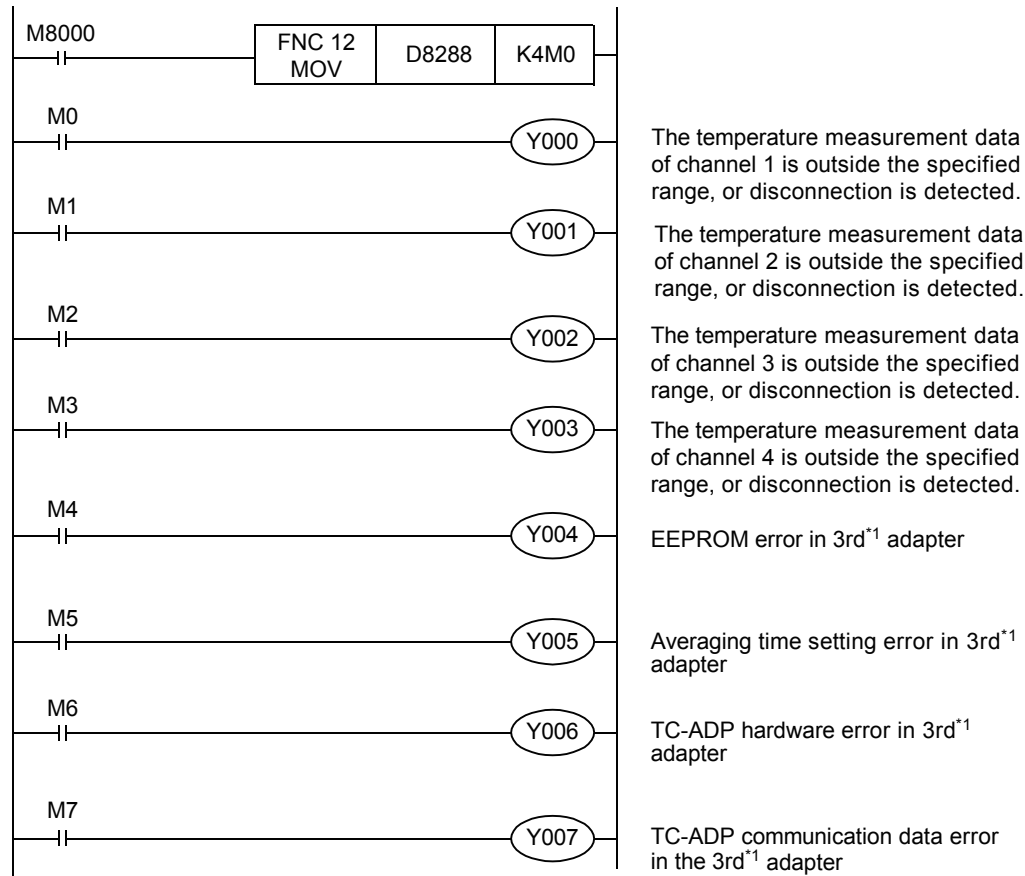 M8000
FNC 12
MOV
D8288
K4M0
M0
Y000
The temperature measurement data
of channel 1 is outside the specified
range, or disconnection is detected.
M1
Y001
The temperature measurement data
of channel 2 is outside the specified
range, or disconnection is detected.
M2
Y002
The temperature measurement data
of channel 3 is outside the specified
range, or disconnection is detected.
M3
Y003
The temperature measurement data
of channel 4 is outside the specified
range, or disconnection is detected.
M4
Y004
EEPROM error in 3rd*1 adapter
M5
Y005
Averaging time setting error in 3rd*1
adapter
M6
Y006
TC-ADP hardware error in 3rd*1
adapter
M7
Y007
TC-ADP communication data error
in the 3rd*1 adapter